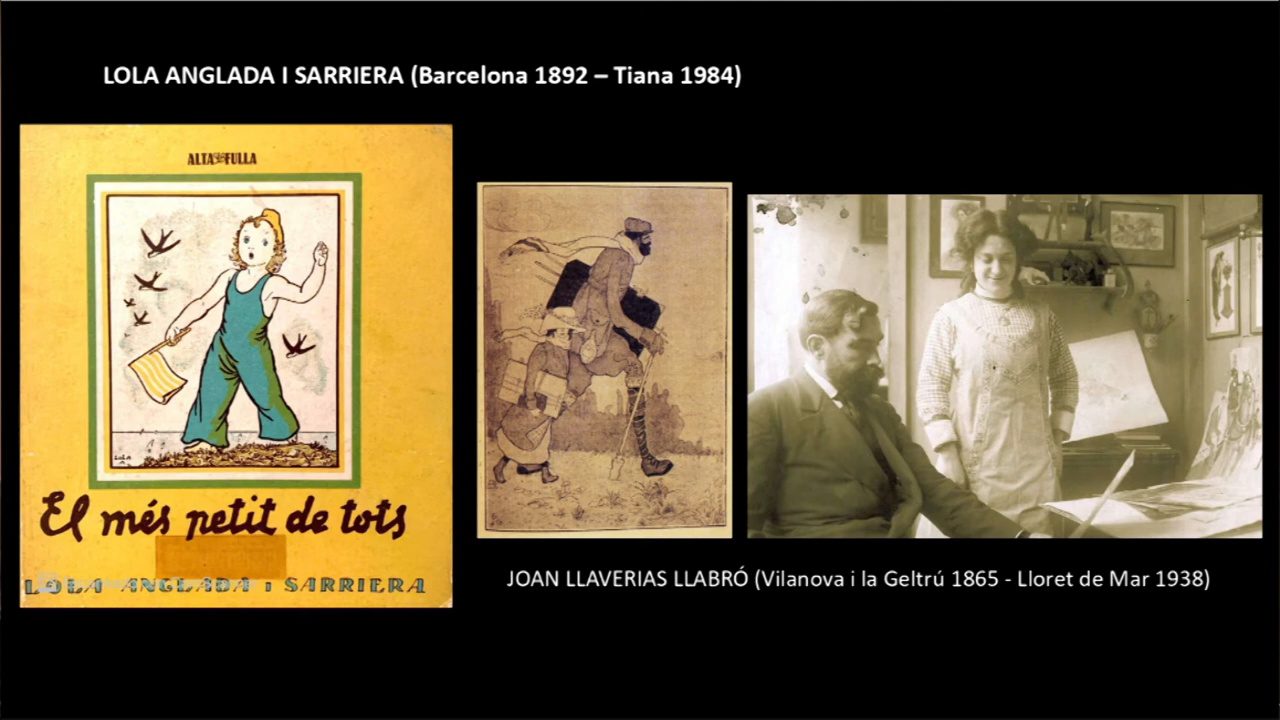 LOLA ANGLADA I SARRIERA (Barcelona 1892 – Tiana 1984)
ALTA FULLA
LOLA
A.
El més petit de tots
LOLA ANGLADA i SARRIERA
JOAN LLAVERIAS LLABRÓ (Vilanova i la Geltrú 1865 - Lloret de Mar 1938)